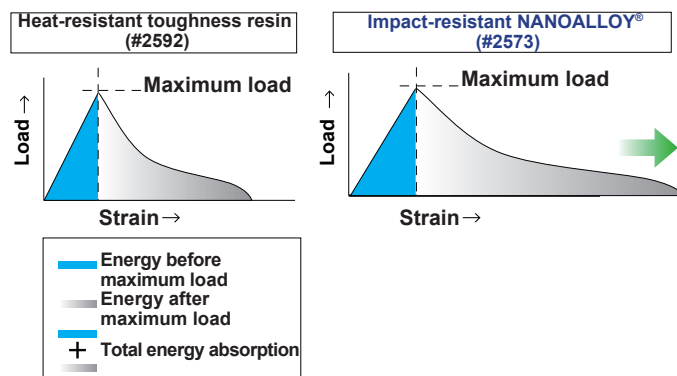 Heat-resistant toughness resin
(#2592)
Impact-resistant NANOALLOY®
(#2573)
Maximum load
Load →
Strain→
Maximum load
Load →
Strain→
Energy before
maximum load
Energy after
maximum load
+ Total energy absorption